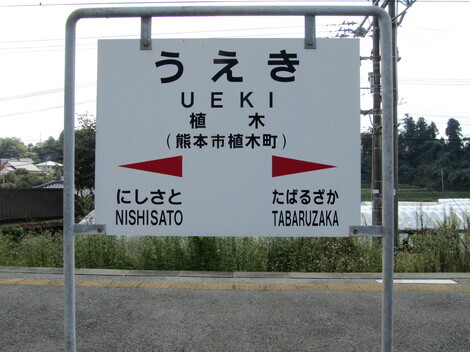 うえき
UEKI
植木
(熊本市植木町)
にしさと たばるざか
NISHISATO TABARUZAKA